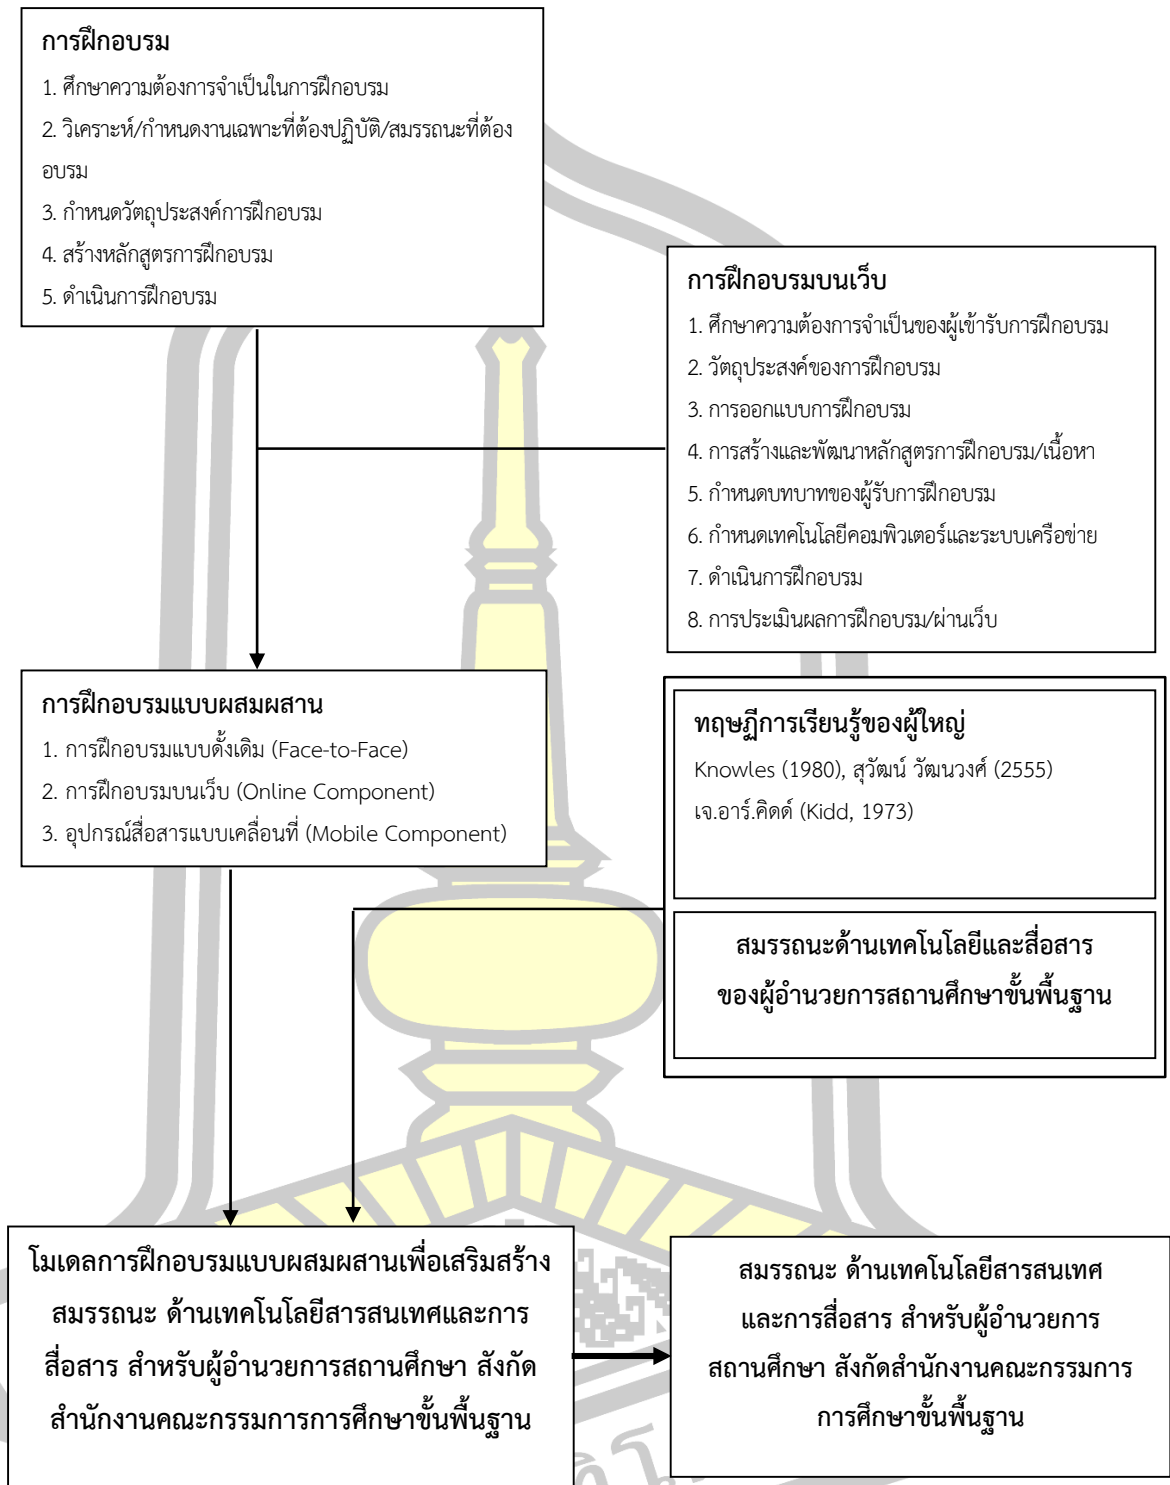 การฝึกอบรม
1. ศึกษาความต้องการจำเป็นในการฝึกอบรม
2. วิเคราะห์/กำหนดงานเฉพาะที่ต้องปฏิบัติ/สมรรถนะที่ต้อง
อบรม
3. กำหนดวัตถุประสงค์การฝึกอบรม
4. สร้างหลักสูตรการฝึกอบรม
5. ดำเนินการฝึกอบรม
การฝึกอบรมบนเว็บ
1. ศึกษาความต้องการจำเป็นของผู้เข้ารับการฝึกอบรม
2. วัตถุประสงค์ของการฝึกอบรม
3. การออกแบบการฝึกอบรม
4. การสร้างและพัฒนาหลักสูตรการฝึกอบรม/เนื้อหา
5. กำหนดบทบาทของผู้รับการฝึกอบรม
6. กำหนดเทคโนโลยีคอมพิวเตอร์และระบบเครือข่าย
7. ดำเนินการฝึกอบรม
8. การประเมินผลการฝึกอบรม/ผ่านเว็บ
การฝึกอบรมแบบผสมผสาน
1. การฝึกอบรมแบบดั้งเดิม (Face-to-Face)
2. การฝึกอบรมบนเว็บ (Online Component)
3. อุปกรณ์สื่อสารแบบเคลื่อนที่ (Mobile Component)
ทฤษฏีการเรียนรู้ของผู้ใหญ่
Knowles (1980), สุวัฒน์ วัฒนวงศ์ (2555)
เจ.อาร์.คิดด์ (Kidd, 1973)
สมรรถนะด้านเทคโนโลยีและสื่อสาร
ของผู้อำนวยการสถานศึกษาขั้นพื้นฐาน
โมเดลการฝึกอบรมแบบผสมผสานเพื่อเสริมสร้าง
สมรรถนะ ด้านเทคโนโลยีสารสนเทศและการ
สื่อสาร สำหรับผู้อำนวยการสถานศึกษา สังกัด
สำนักงานคณะกรรมการการศึกษาขั้นพื้นฐาน
สมรรถนะ ด้านเทคโนโลยีสารสนเทศ
และการสื่อสาร สำหรับผู้อำนวยการ
สถานศึกษา สังกัดสำนักงานคณะกรรมการ
การศึกษาขั้นพื้นฐาน